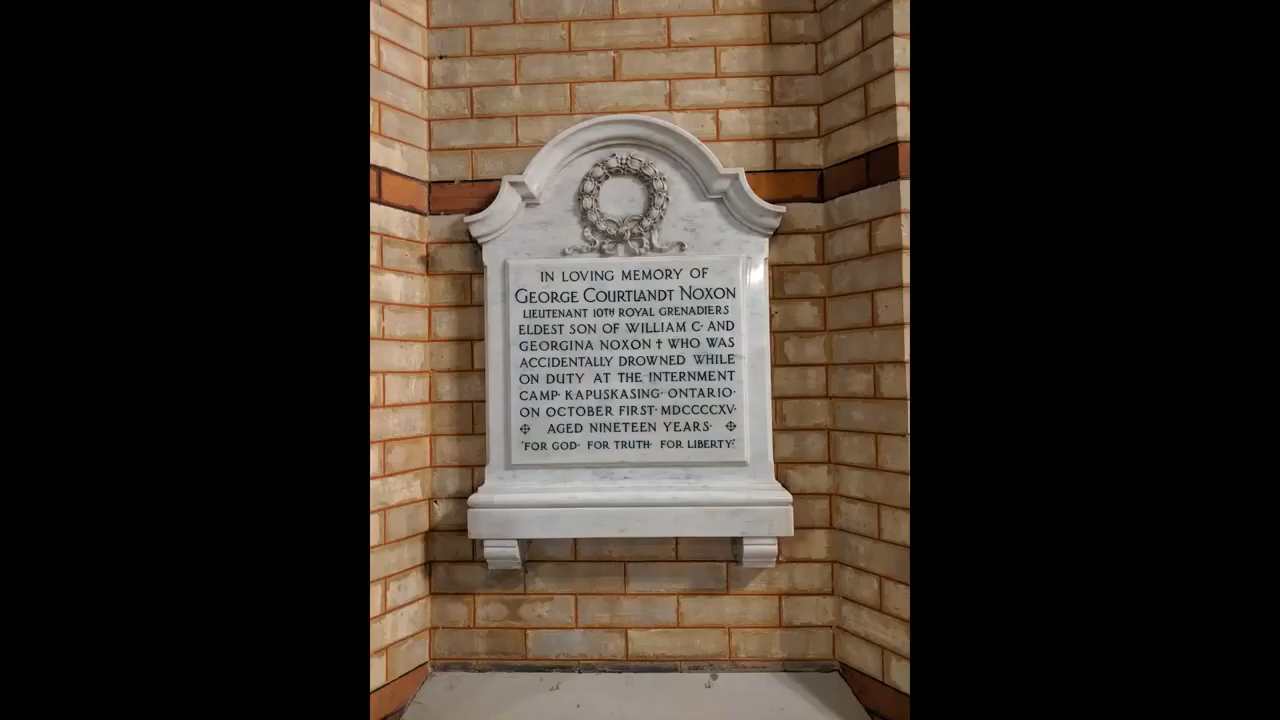 IN LOVING MEMORY OF
GEORGE COURTLANDT NOXON
LIEUTENANT 10TH ROYAL GRENADIERS
ELDEST SON OF WILLIAM C· AND
GEORGINA NOXON ✝ WHO WAS
ACCIDENTALLY DROWNED WHILE
ON DUTY AT THE INTERNMENT
CAMP· KAPUSKASING· ONTARIO·
ON OCTOBER FIRST· MDCCCCXV·
AGED NINETEEN YEARS·
"FOR GOD· FOR TRUTH· FOR LIBERTY"